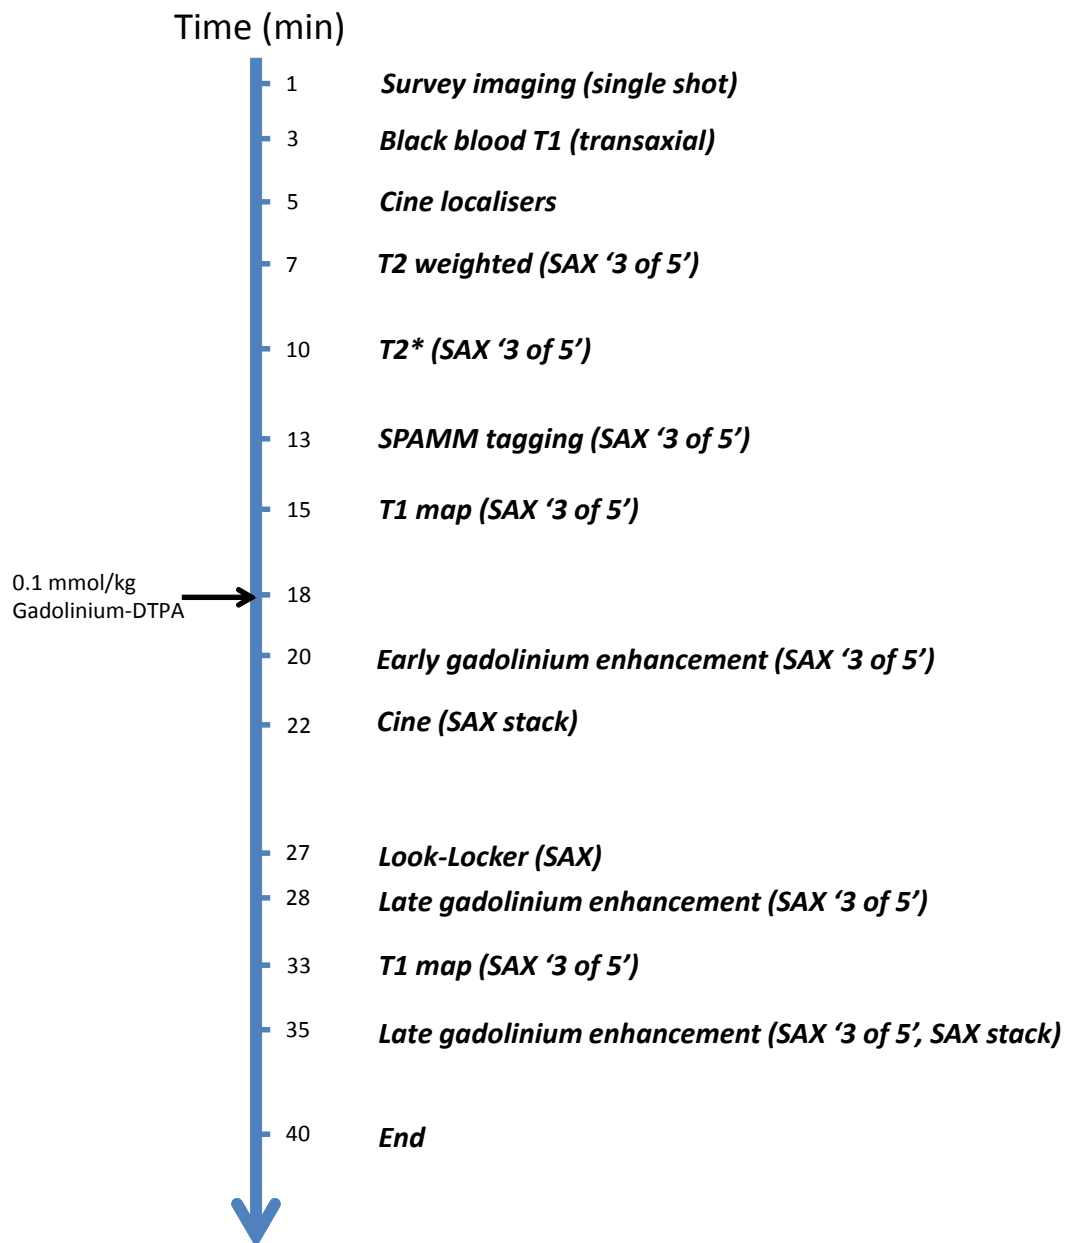 Time (min)
1 Survey imaging (single shot)
3 Black blood T1 (transaxial)
5 Cine localisers
7 T2 weighted (SAX ‘3 of 5’)
10 T2* (SAX ‘3 of 5’)
13 SPAMM tagging (SAX ‘3 of 5’)
15 T1 map (SAX ‘3 of 5’)
0.1 mmol/kg
Gadolinium-DTPA
18
20 Early gadolinium enhancement (SAX ‘3 of 5’)
22 Cine (SAX stack)
27 Look-Locker (SAX)
28 Late gadolinium enhancement (SAX ‘3 of 5’)
33 T1 map (SAX ‘3 of 5’)
35 Late gadolinium enhancement (SAX ‘3 of 5’, SAX stack)
40 End